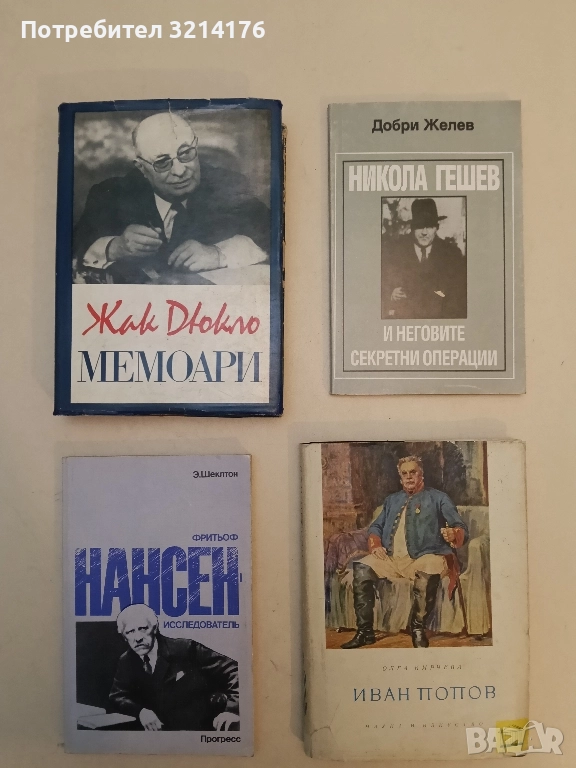 Потребител 3214176
Жак Дюкло
МЕМОАРИ
Добри Желев
НИКОЛА ГЕШЕВ
И НЕГОВИТЕ
СЕКРЕТНИ ОПЕРАЦИИ
Э.Шеклтон
ФРИТЬОФ
НАНСЕН-
ИССЛЕДОВАТЕЛЬ
Прогресс
ИВАН ПОПОВ
BAZAR